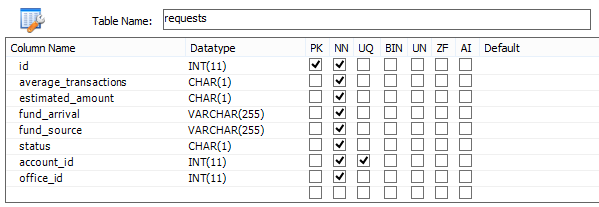 Table Name: requests
Column Name Datatype PK NN UQ BIN UN ZF AI Default
id INT(11)
average_transactions CHAR(1)
estimated_amount CHAR(1)
fund_arrival VARCHAR(255)
fund_source VARCHAR(255)
status CHAR(1)
account_id INT(11)
office_id INT(11)